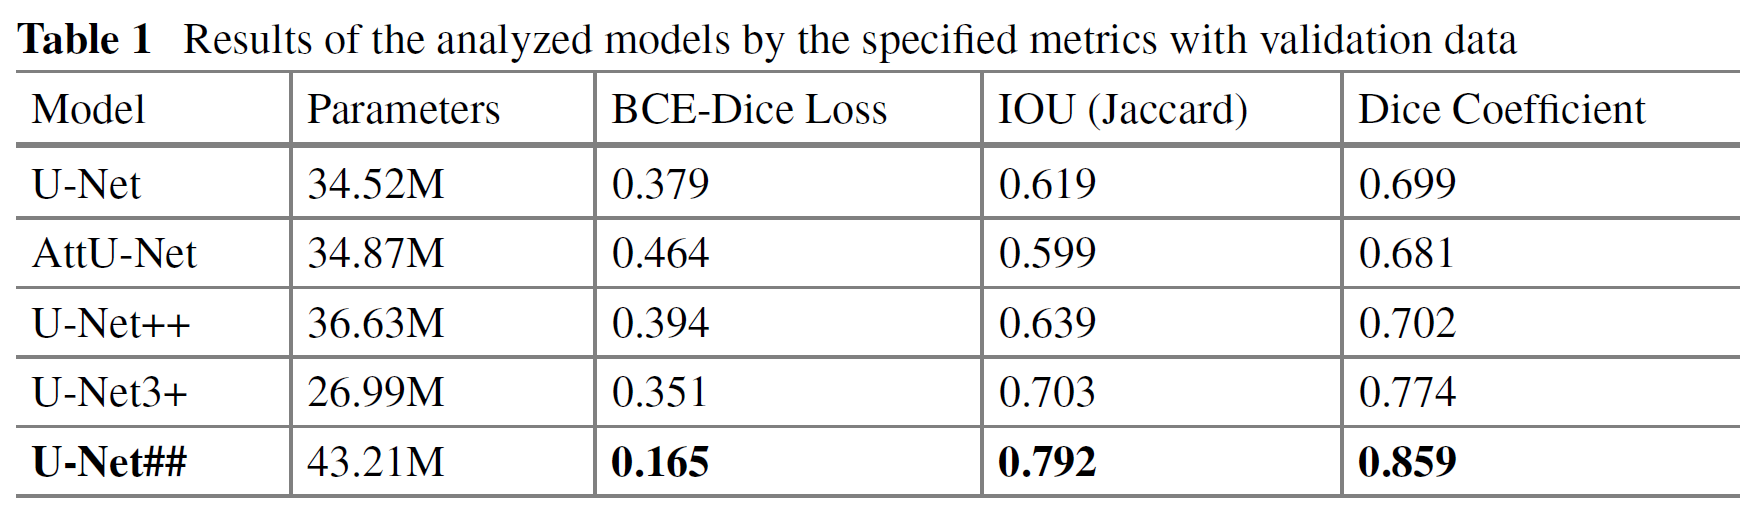 Table 1 Results of the analyzed models by the specified metrics with validation data
Model Parameters BCE-Dice Loss IOU (Jaccard) Dice Coefficient
U-Net 34.52M 0.379 0.619 0.699
AttU-Net 34.87M 0.464 0.599 0.681
U-Net++ 36.63M 0.394 0.639 0.702
U-Net3+ 26.99M 0.351 0.703 0.774
U-Net## 43.21M 0.165 0.792 0.859